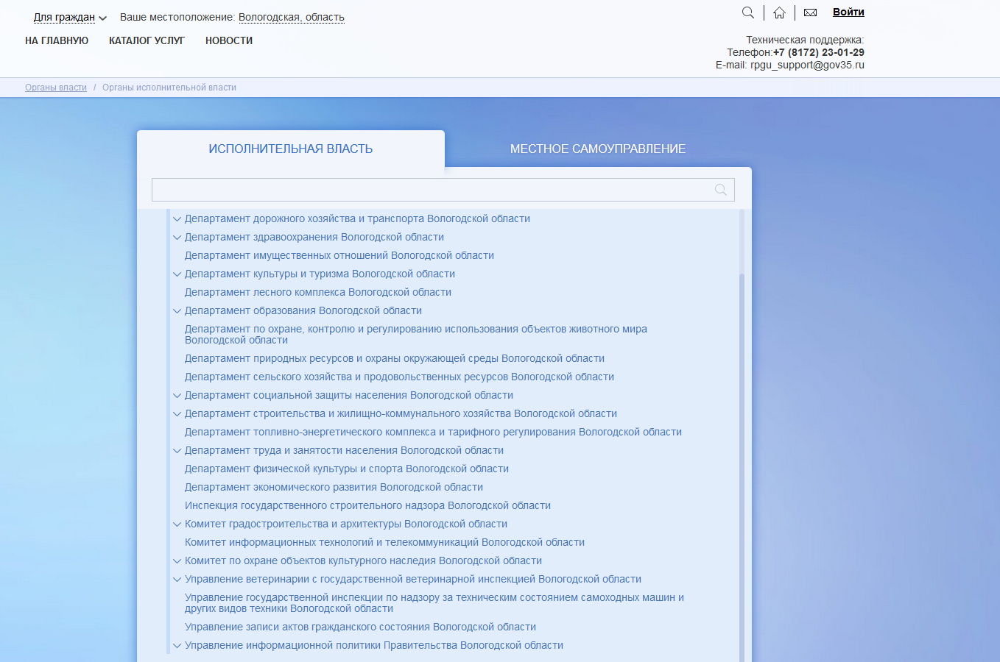 Для граждан Ваше местоположение: Вологодская, область
Войти
НА ГЛАВНУЮ КАТАЛОГ УСЛУГ НОВОСТИ
Техническая поддержка:
Телефон:+7 (8172) 23-01-29
E-mail: rpgu_support@gov35.ru
Органы власти / Органы исполнительной власти
ИСПОЛНИТЕЛЬНАЯ ВЛАСТЬ
МЕСТНОЕ САМОУПРАВЛЕНИЕ
Департамент дорожного хозяйства и транспорта Вологодской области
Департамент здравоохранения Вологодской области
Департамент имущественных отношений Вологодской области
Департамент культуры и туризма Вологодской области
Департамент лесного комплекса Вологодской области
Департамент образования Вологодской области
Департамент по охране, контролю и регулированию использования объектов животного мира
Вологодской области
Департамент природных ресурсов и охраны окружающей среды Вологодской области
Департамент сельского хозяйства и продовольственных ресурсов Вологодской области
Департамент социальной защиты населения Вологодской области
Департамент строительства и жилищно-коммунального хозяйства Вологодской области
Департамент топливно-энергетического комплекса и тарифного регулирования Вологодской области
Департамент труда и занятости населения Вологодской области
Департамент физической культуры и спорта Вологодской области
Департамент экономического развития Вологодской области
Инспекция государственного строительного надзора Вологодской области
Комитет градостроительства и архитектуры Вологодской области
Комитет информационных технологий и телекоммуникаций Вологодской области
Комитет по охране объектов культурного наследия Вологодской области
Управление ветеринарии с государственной ветеринарной инспекцией Вологодской области
Управление государственной инспекции по надзору за техническим состоянием самоходных машин и
других видов техники Вологодской области
Управление записи актов гражданского состояния Вологодской области
Управление информационной политики Правительства Вологодской области